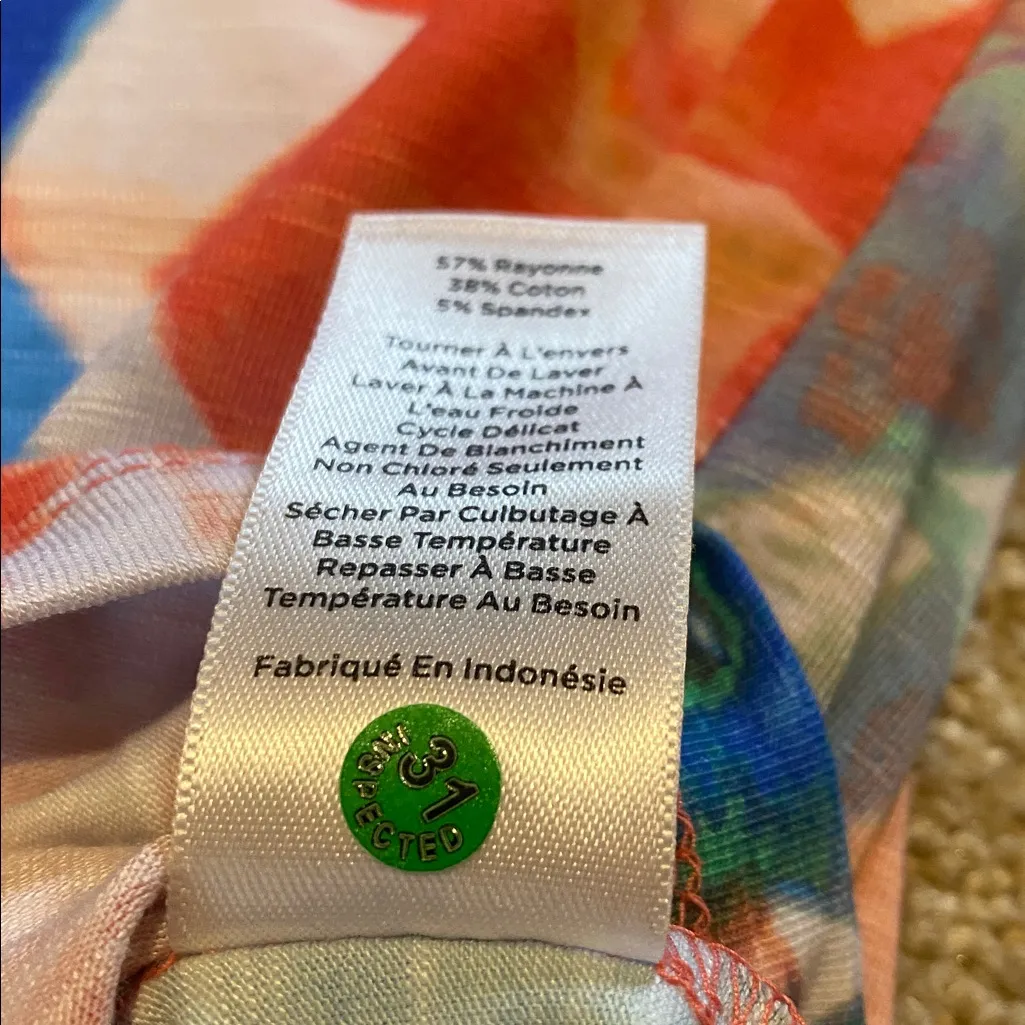 57% Rayonne
38% Coton
5% Spandex
Tourner À L'envers
Avant De Laver
Laver À La Machine À
L'eau Froide
Cycle Délicat
Agent De Blanchiment
Non Chloré Seulement
Au Besoin
Sécher Par Culbutage À
Basse Température
Repasser À Basse
Température Au Besoin
Fabriqué En Indonésie
INSPECTED
31